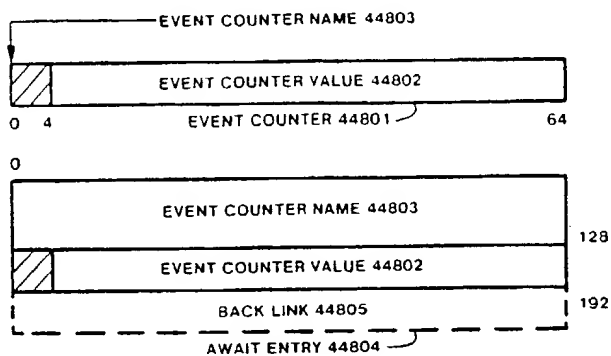 EVENT COUNTER NAME 44803
EVENT COUNTER VALUE 44802
0 4 EVENT COUNTER 44801 64
0
EVENT COUNTER NAME 44803
128
EVENT COUNTER VALUE 44802
192
BACK LINK 44805
AWAIT ENTRY 44804